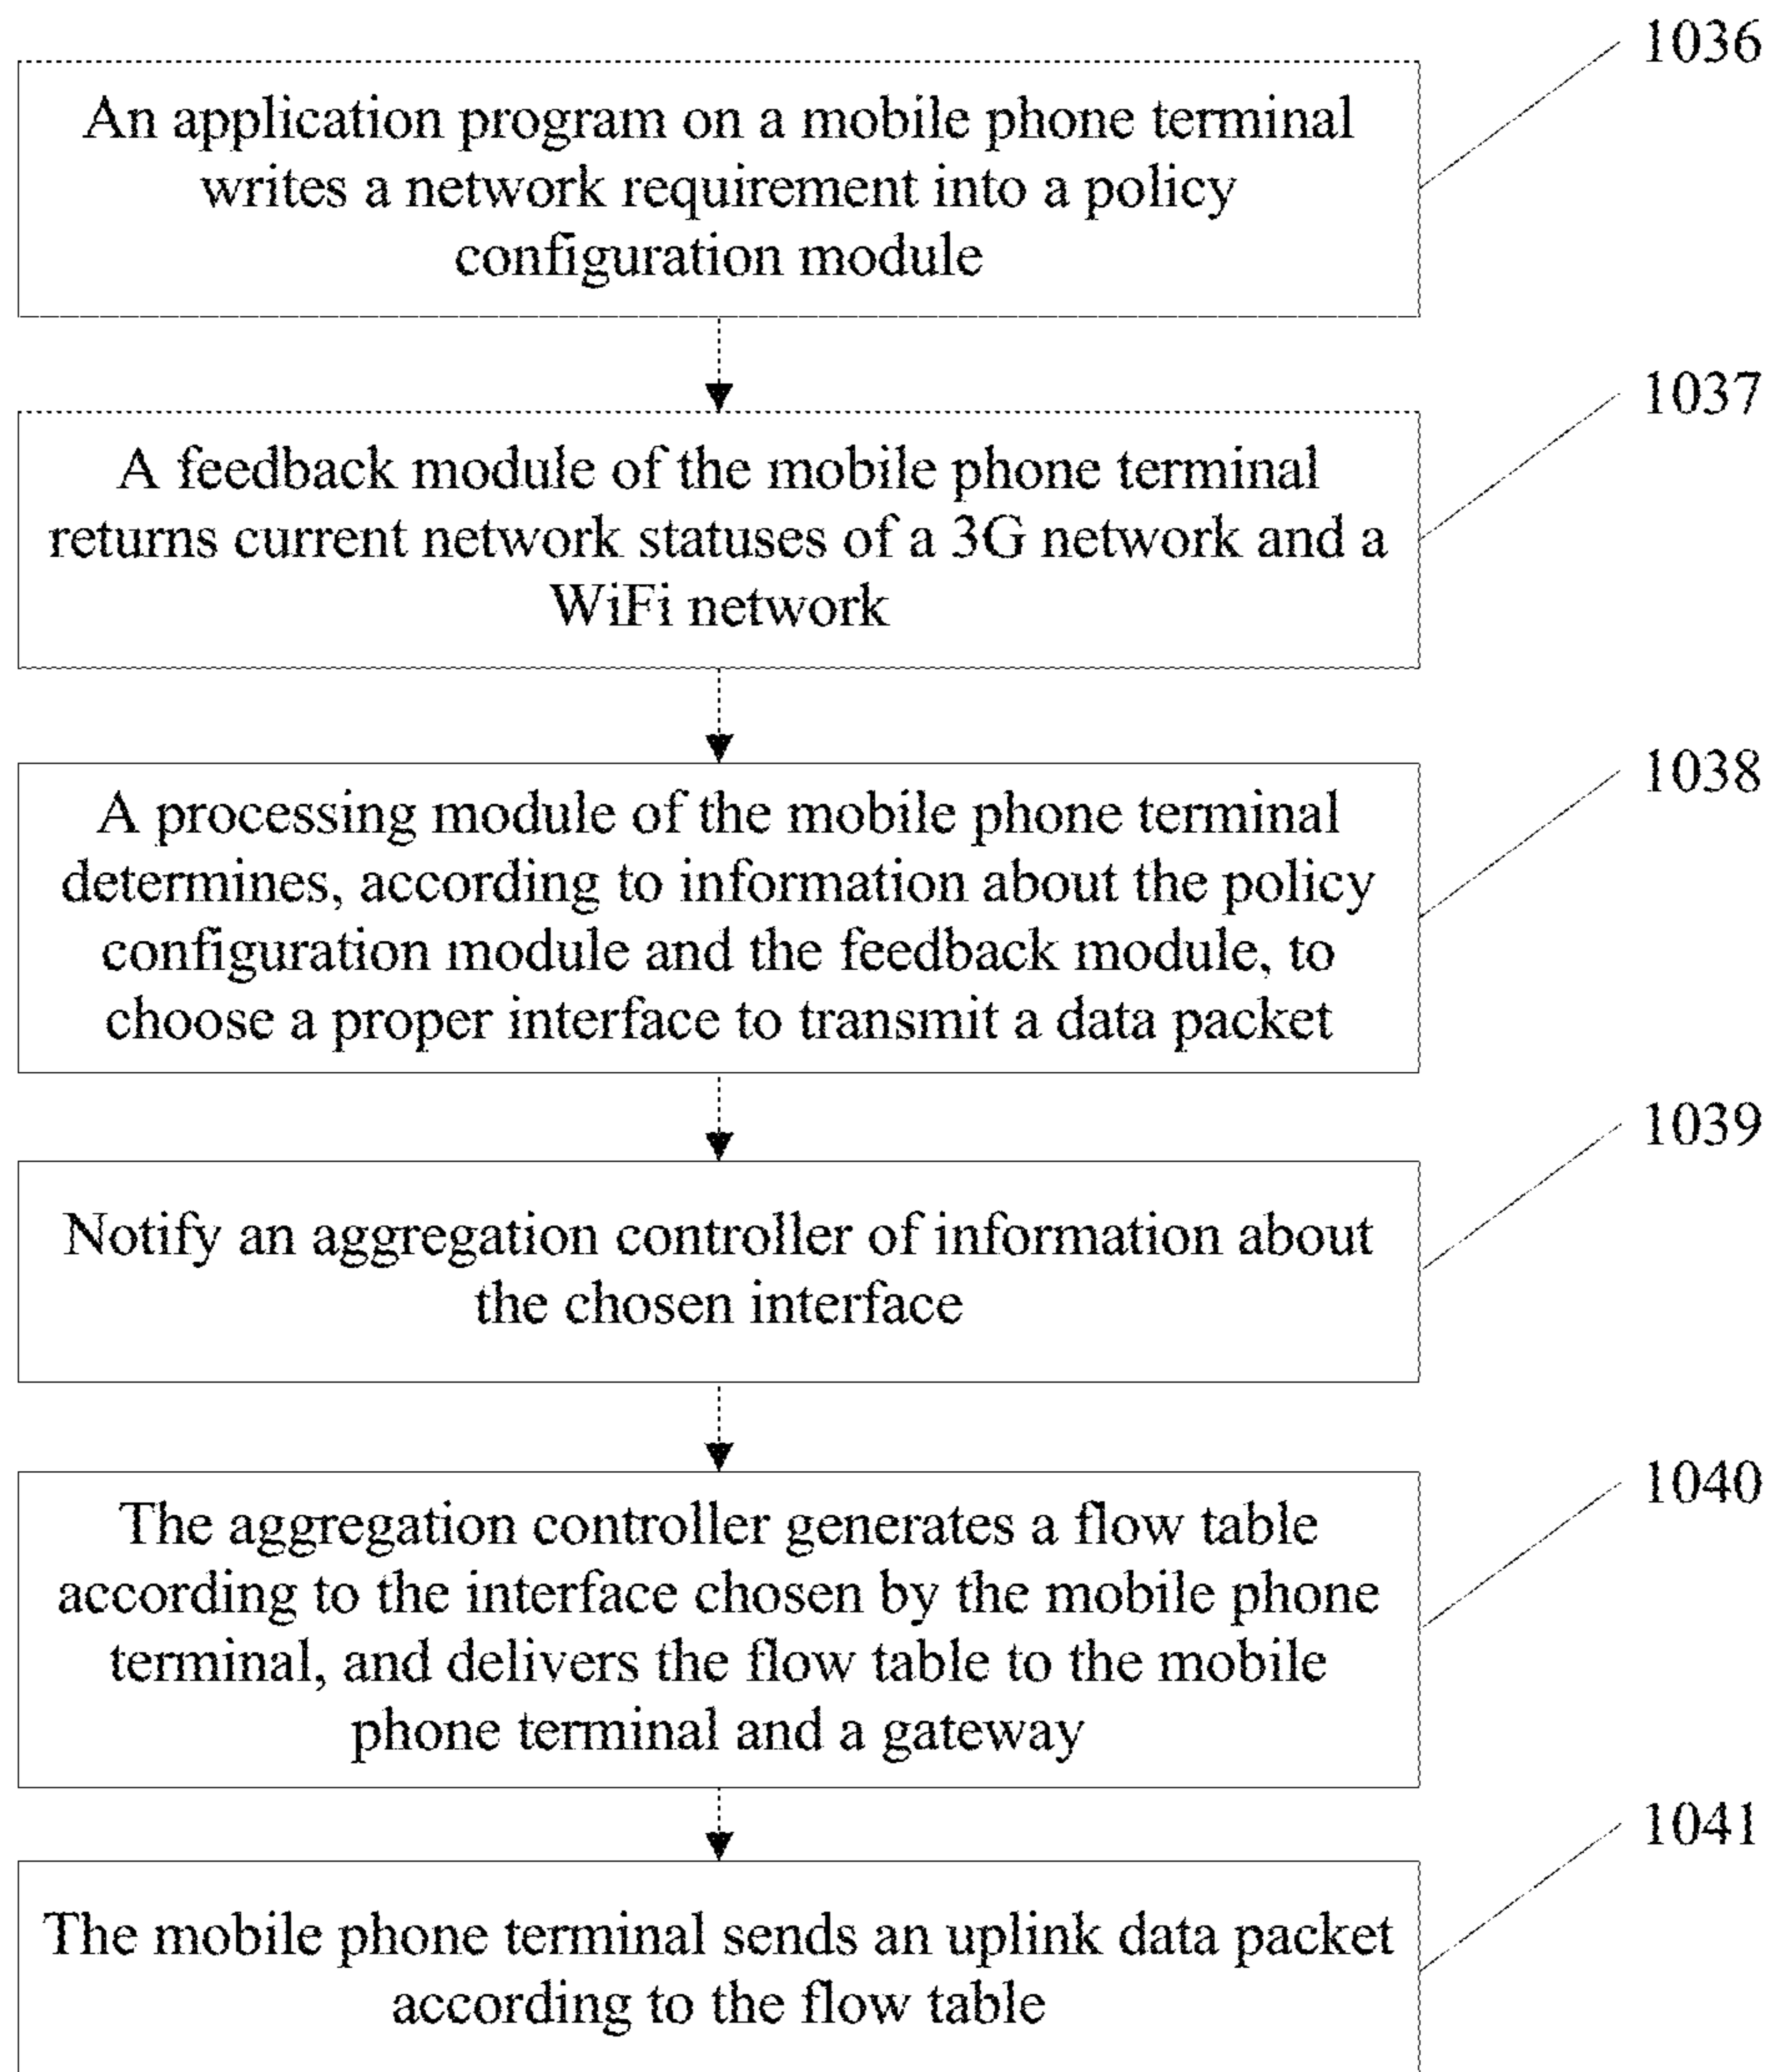 1036
An application program on a mobile phone terminal
writes a network requirement into a policy
configuration module
1037
A feedback module of the mobile phone terminal
returns current network statuses of a 3G network and a
WiFi network
1038
A processing module of the mobile phone terminal
determines, according to information about the policy
configuration module and the feedback module, to
choose a proper interface to transmit a data packet
1039
Notify an aggregation controller of information about
the chosen interface
1040
The aggregation controller generates a flow table
according to the interface chosen by the mobile phone
terminal, and delivers the flow table to the mobile
phone terminal and a gateway
1041
The mobile phone terminal sends an uplink data packet
according to the flow table